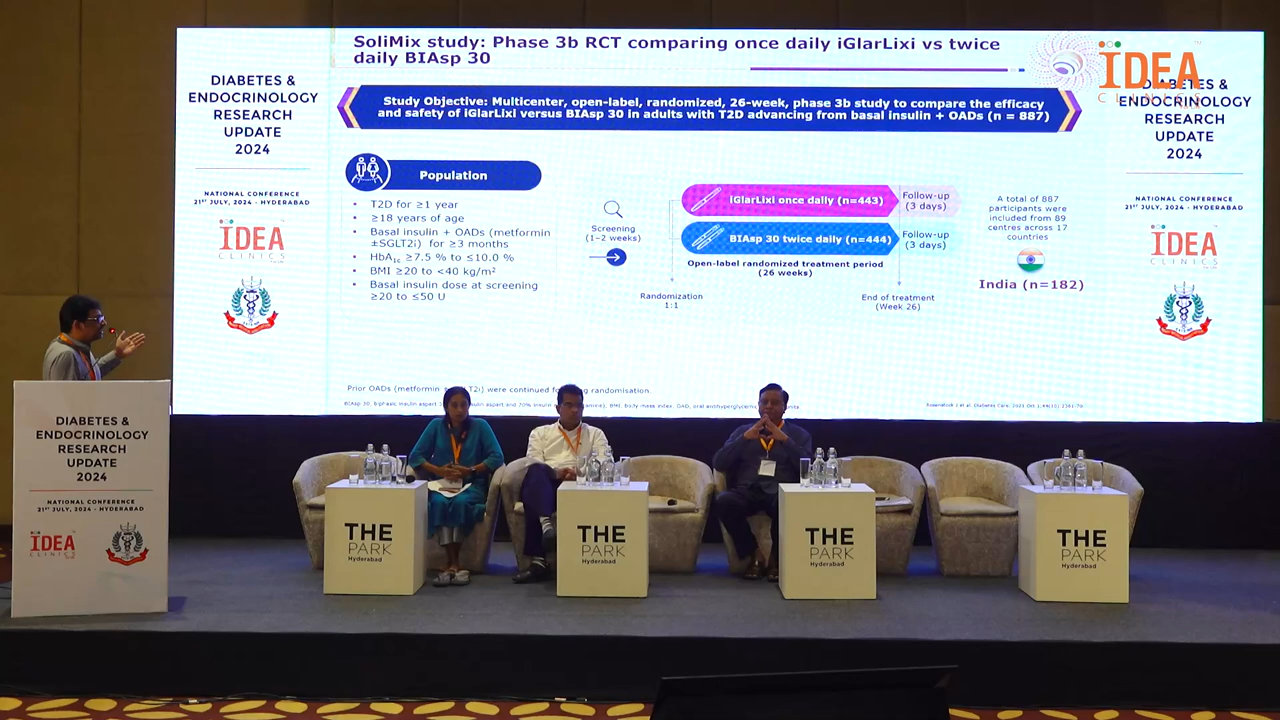 SoliMix study: Phase 3b RCT comparing once daily iGlarLixi vs twice
daily BIAsp 30
Study Objective: Multicenter, open-label, randomized, 26-week, phase 3b study to compare the efficacy
and safety of iGlarLixi versus BIAsp 30 in adults with T2D advancing from basal insulin + OADs (n = 887)
DIABETES &
ENDOCRINOLOGY
RESEARCH
UPDATE
2024
NATIONAL CONFERENCE
21ST JULY, 2024 - HYDERABAD
IDEA
CLINICS
Population
• T2D for ≥1 year
• ≥18 years of age
• Basal insulin + OADs (metformin
±SGLT2i) for ≥3 months
• HbA1c ≥7.5 % to ≤10.0 %
• BMI ≥20 to <40 kg/m²
• Basal insulin dose at screening
≥20 to ≤50 U
Screening
(1–2 weeks)
iGlarLixi once daily (n=443)
BIAsp 30 twice daily (n=444)
Open-label randomized treatment period
(26 weeks)
Randomization
1:1
Follow-up
(3 days)
Follow-up
(3 days)
End of treatment
(Week 26)
A total of 887
participants were
included from 89
centres across 17
countries
India (n=182)
Prior OADs (metformin
were continued
randomisation.
IDEA
CLINICS
DIABETES &
ENDOCRINOLOGY
RESEARCH
UPDATE
2024
NATIONAL CONFERENCE
21ST JULY, 2024 - HYDERABAD
IDEA
CLINICS
DIABETES &
ENDOCRINOLOGY
RESEARCH
UPDATE
2024
NATIONAL CONFERENCE
21ST JULY, 2024 - HYDERABAD
IDEA
CLINICS
THE
PARK
Hyderabad
THE
PARK
Hyderabad
THE
PARK
Hyderabad
THE
PARK
Hyderabad